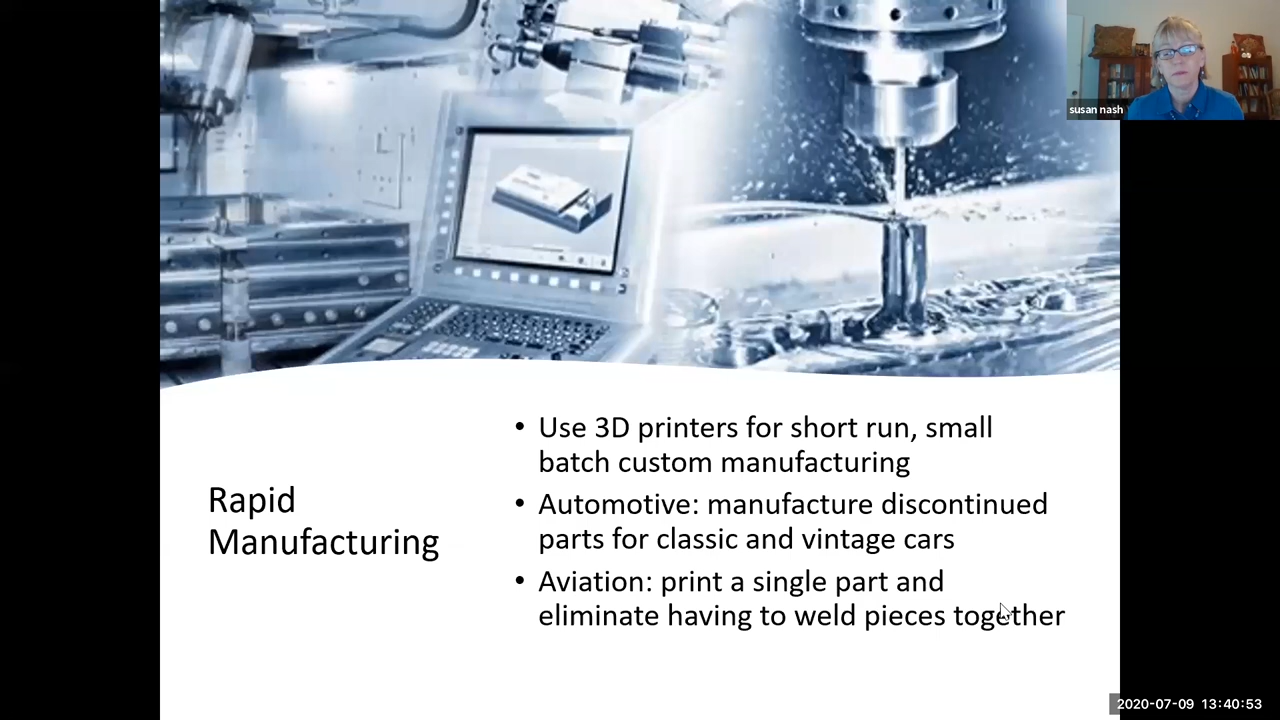 susan nash
Rapid
Manufacturing
• Use 3D printers for short run, small
batch custom manufacturing
• Automotive: manufacture discontinued
parts for classic and vintage cars
• Aviation: print a single part and
eliminate having to weld pieces together
2020-07-09 13:40:53